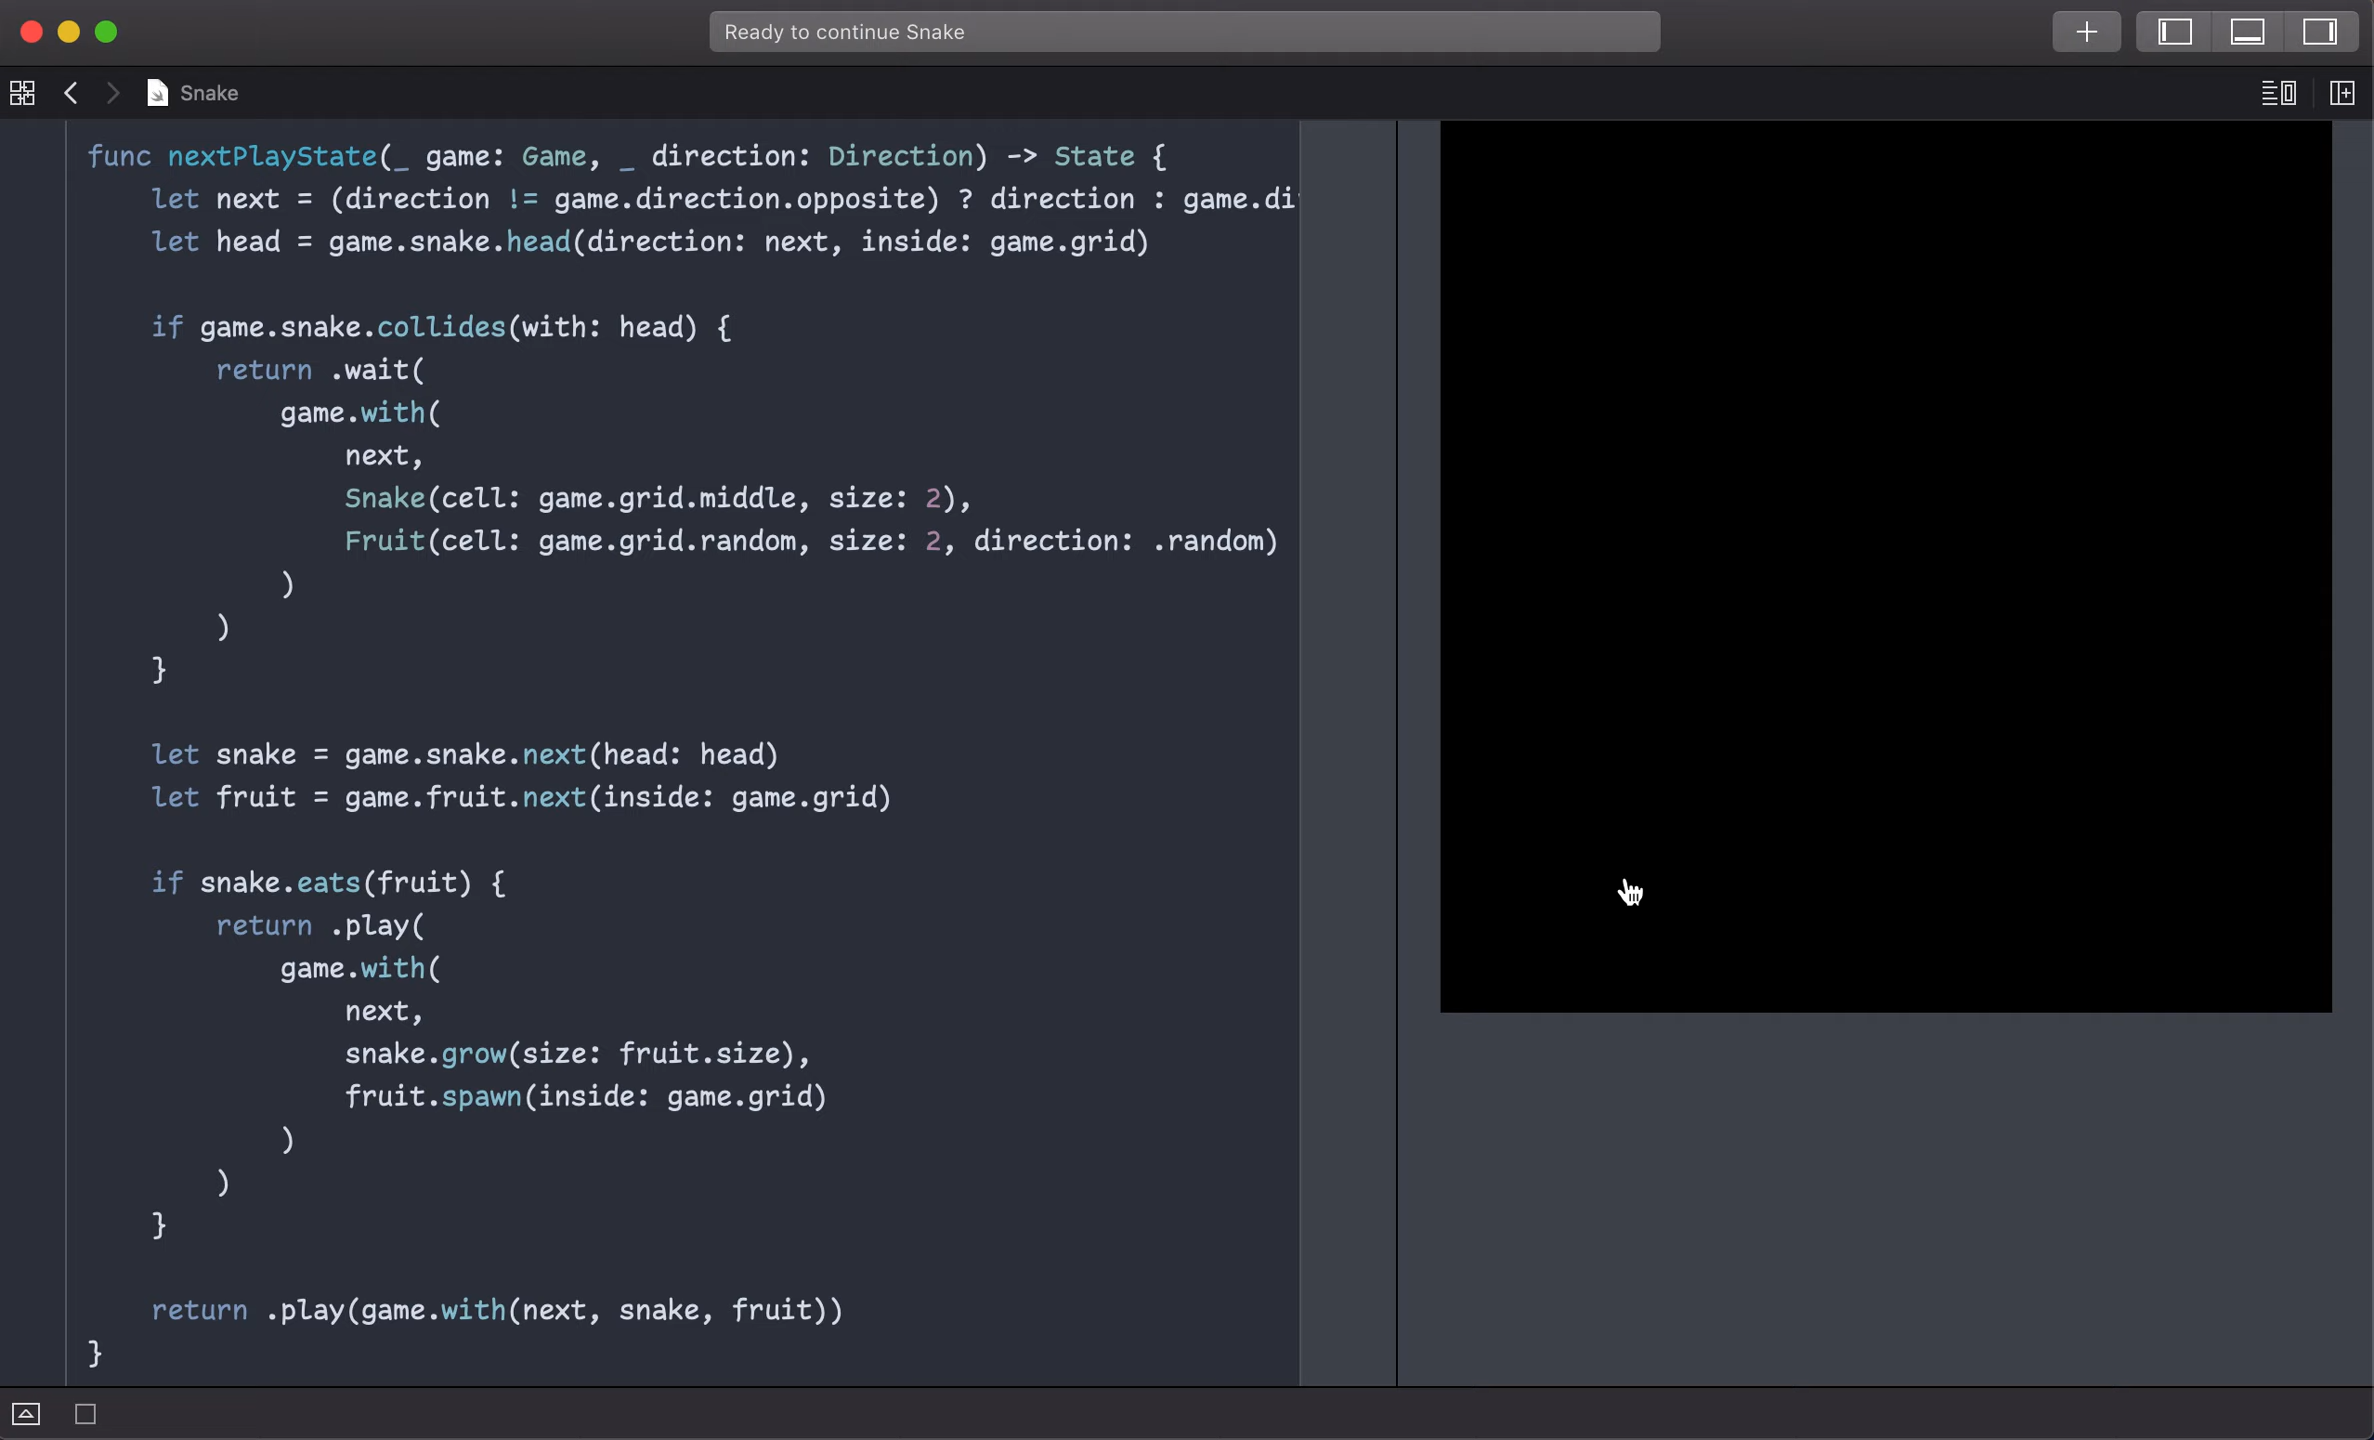 Ready to continue Snake
Snake
func nextPlayState(_ game: Game, _ direction: Direction) -> State {
let next = (direction != game.direction.opposite) ? direction : game.di
let head = game.snake.head(direction: next, inside: game.grid)
if game.snake.collides(with: head) {
return .wait(
game.with(
next,
Snake(cell: game.grid.middle, size: 2),
Fruit(cell: game.grid.random, size: 2, direction: .random)
)
)
}
let snake = game.snake.next(head: head)
let fruit = game.fruit.next(inside: game.grid)
if snake.eats(fruit) {
return .play(
game.with(
next,
snake.grow(size: fruit.size),
fruit.spawn(inside: game.grid)
)
)
}
return .play(game.with(next, snake, fruit))
}